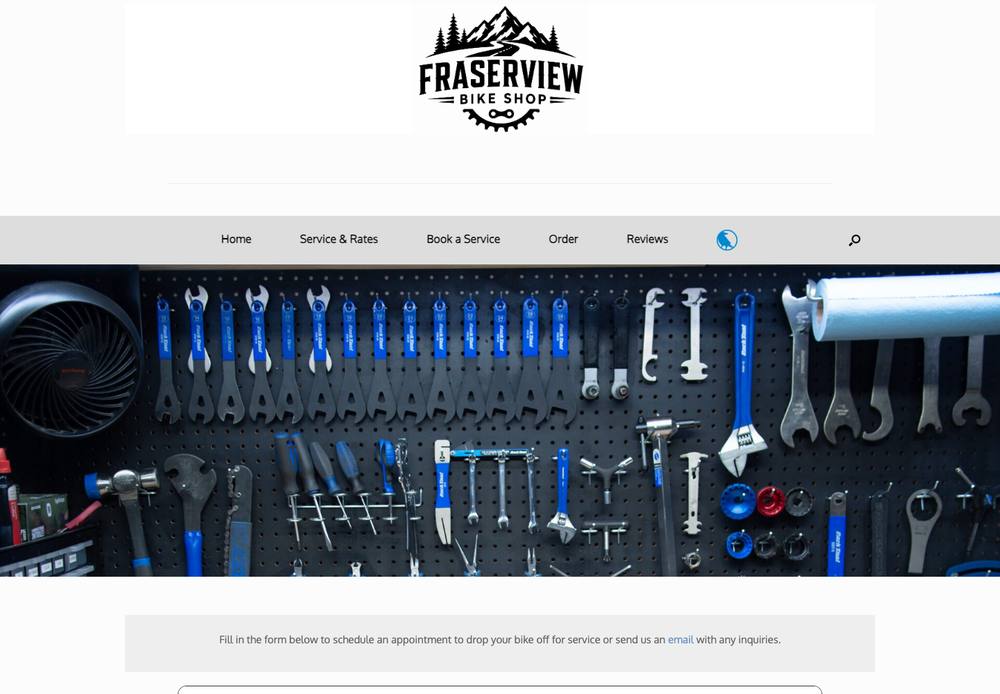 FRASERVIEW
BIKE SHOP
Home
Service & Rates
Book a Service
Order
Reviews
Fill in the form below to schedule an appointment to drop your bike off for service or send us an email with any inquiries.